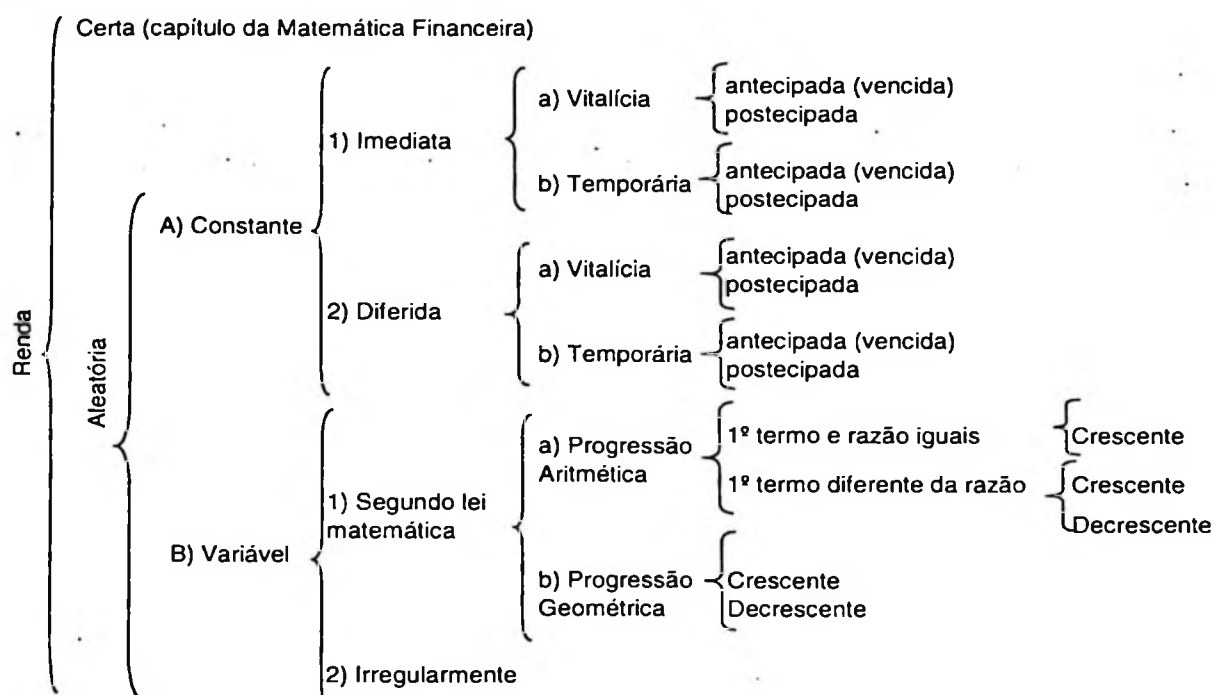 Renda
Certa (capítulo da Matemática Financeira)
Aleatória
A) Constante
1) Imediata
a) Vitalícia
antecipada (vencida)
postecipada
b) Temporária
antecipada (vencida)
postecipada
2) Diferida
a) Vitalícia
antecipada (vencida)
postecipada
b) Temporária
antecipada (vencida)
postecipada
B) Variável
1) Segundo lei
matemática
a) Progressão
Aritmética
1º termo e razão iguais
Crescente
1º termo diferente da razão
Crescente
Decrescente
b) Progressão
Geométrica
Crescente
Decrescente
2) Irregularmente